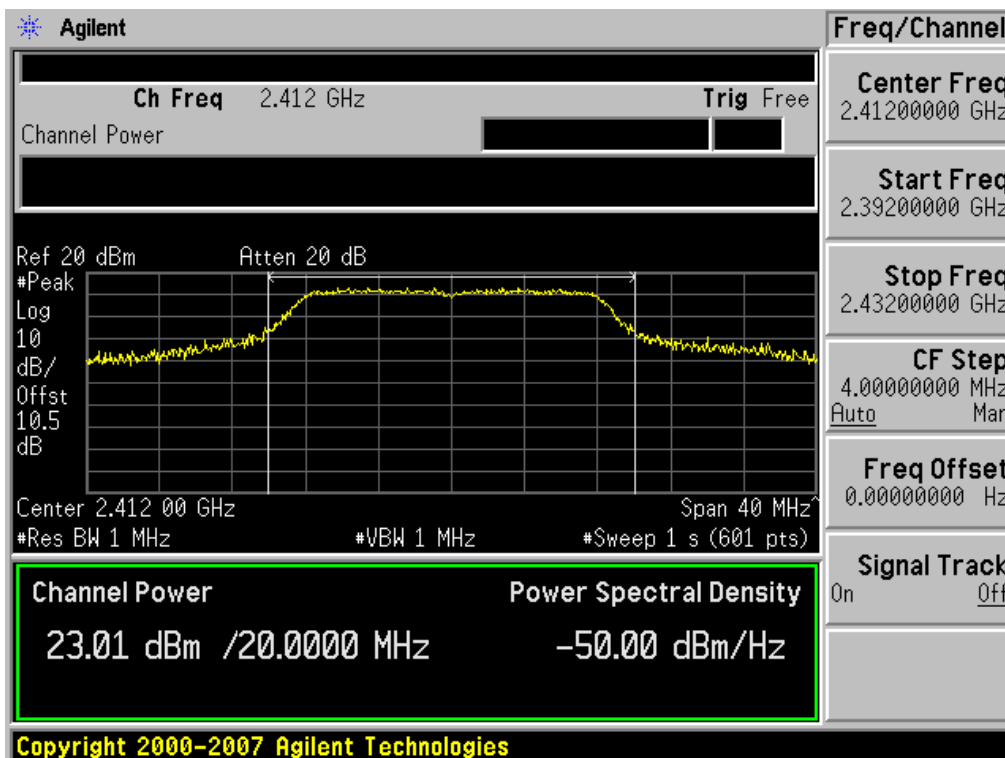 Agilent
Freq/Channel
Ch Freq 2.412 GHz Trig Free
Channel Power
Center Freq
2.41200000 GHz
Start Freq
2.39200000 GHz
Stop Freq
2.43200000 GHz
CF Step
4.00000000 MHz
Auto Man
Freq Offset
0.00000000 Hz
Signal Track
On Off
Ref 20 dBm Atten 20 dB
#Peak
Log
10
dB/
Offst
10.5
dB
Center 2.412 00 GHz Span 40 MHz^
#Res BW 1 MHz #VBW 1 MHz #Sweep 1 s (601 pts)
Channel Power Power Spectral Density
23.01 dBm /20.0000 MHz -50.00 dBm/Hz
Copyright 2000-2007 Agilent Technologies